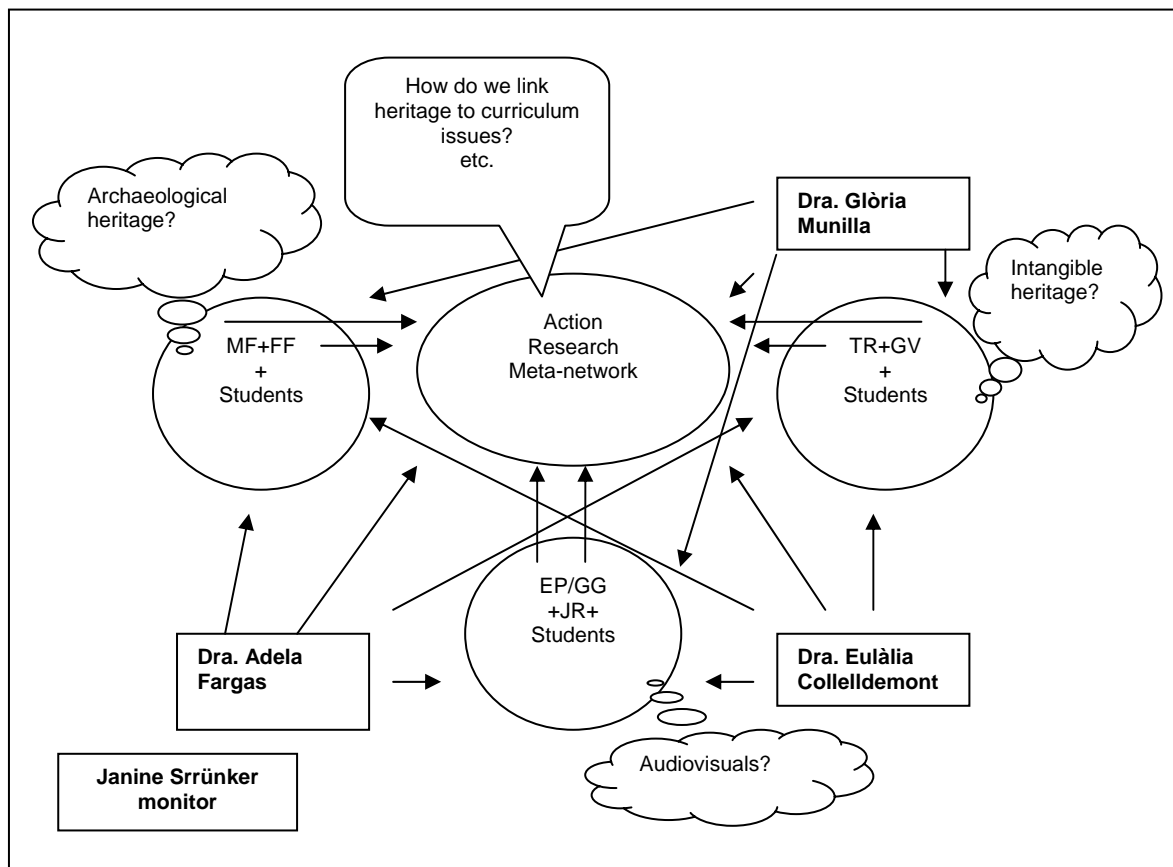 How do we link
heritage to curriculum
issues?
etc.
Archaeological
heritage?
Dra. Glòria
Munilla
Intangible
heritage?
Action
Research
Meta-network
MF+FF
+
Students
TR+GV
+
Students
EP/GG
+JR+
Students
Dra. Adela
Fargas
Dra. Eulàlia
Collelldemont
Audiovisuals?
Janine Srrünker
monitor